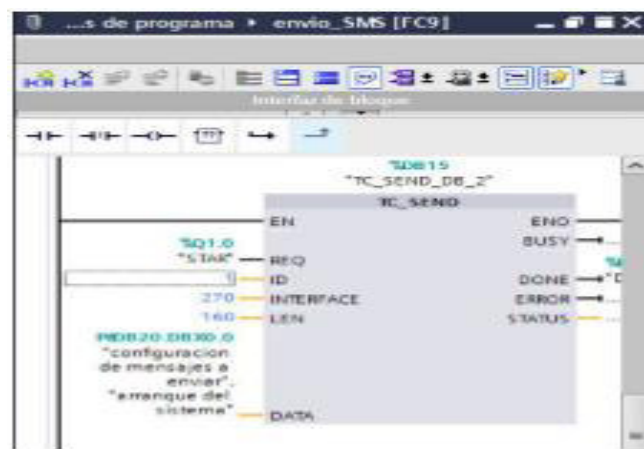 ...s de programa ▸ envio_SMS [FC9]
Interfaz de bloque
%DB15
"TC_SEND_DB_2"
TC_SEND
EN
ENO
BUSY
%Q1.0
"STAR"
REQ
1
ID
DONE
270
INTERFACE
ERROR
160
LEN
STATUS
P#DB20.DBX0.0
"configuracion
de mensajes a
enviar".
"arranque del
sistema"
DATA